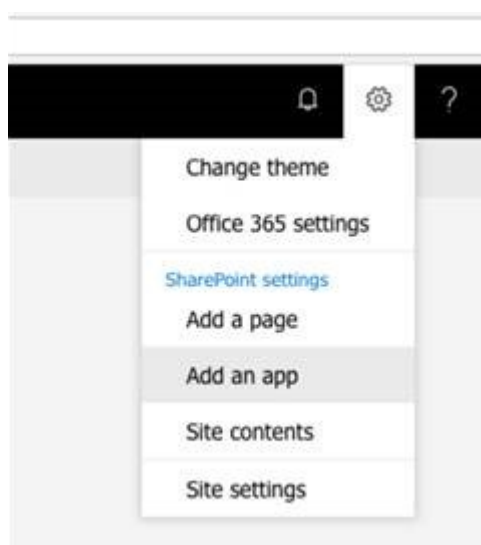 ?
Change theme
Office 365 settings
SharePoint settings
Add a page
Add an app
Site contents
Site settings